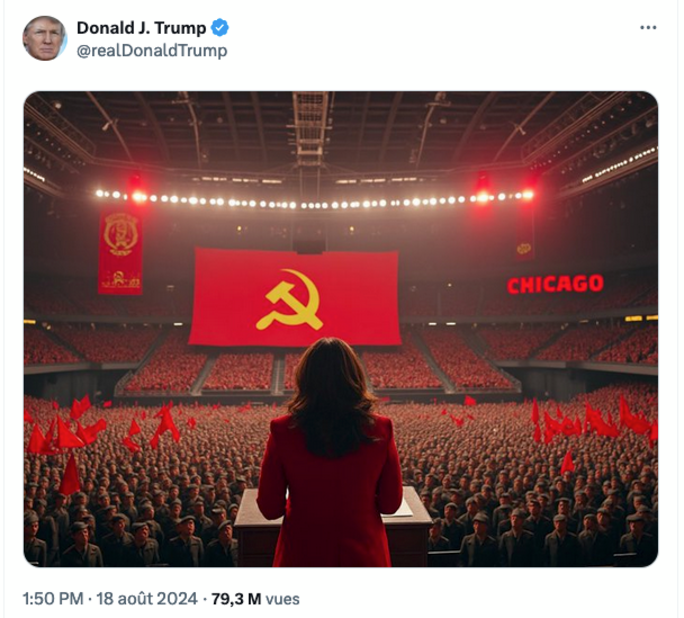 Donald J. Trump
@realDonaldTrump
CHICAGO
1:50 PM · 18 août 2024 · 79,3 M vues